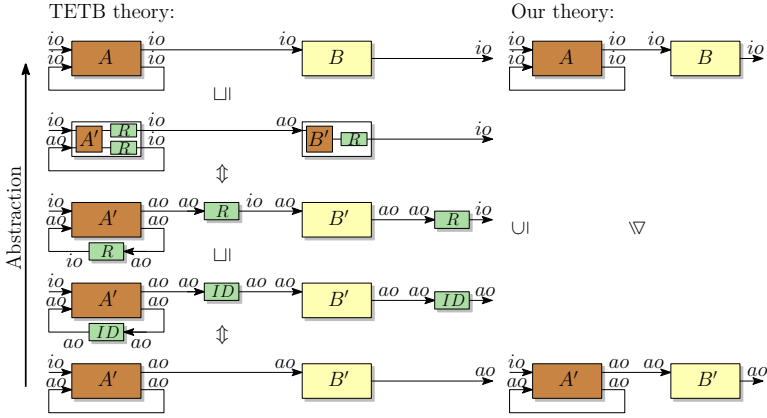 TETB theory: Our theory:
io io io io io io io
io A io B io io A io B io
⊔|
io io ao
ao A′ R R io B′ R io
⇕
io ao ao R io ao ao ao R io
ao A′ ao B′
R
io ao
∪| ⊽
⊔|
io ao ao ID ao ao ao ao ID ao
ao A′ ao B′
ID
ao ao
⇕
io ao ao ao io ao ao ao
ao A′ ao B′ ao A′ ao B′
Abstraction